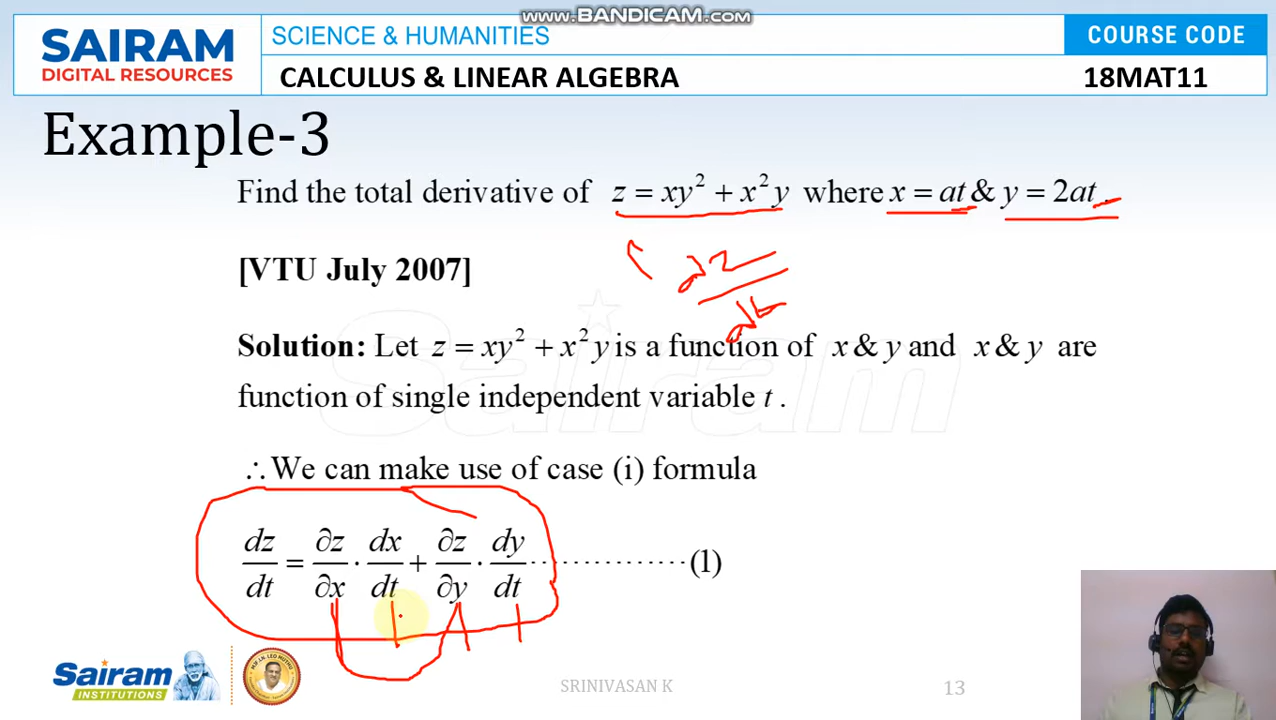 www.BANDICAM.com
SAIRAM
DIGITAL RESOURCES
SCIENCE & HUMANITIES
COURSE CODE
CALCULUS & LINEAR ALGEBRA
18MAT11
Example-3
Find the total derivative of z = xy² + x²y where x = at & y = 2at .
[VTU July 2007]
dz/dt
Solution: Let z = xy² + x²y is a function of x & y and x & y are
function of single independent variable t .
∴We can make use of case (i) formula
dz/dt = ∂z/∂x · dx/dt + ∂z/∂y · dy/dt ··············· (1)
Sairam
Sairam
INSTITUTIONS
SRINIVASAN K
13